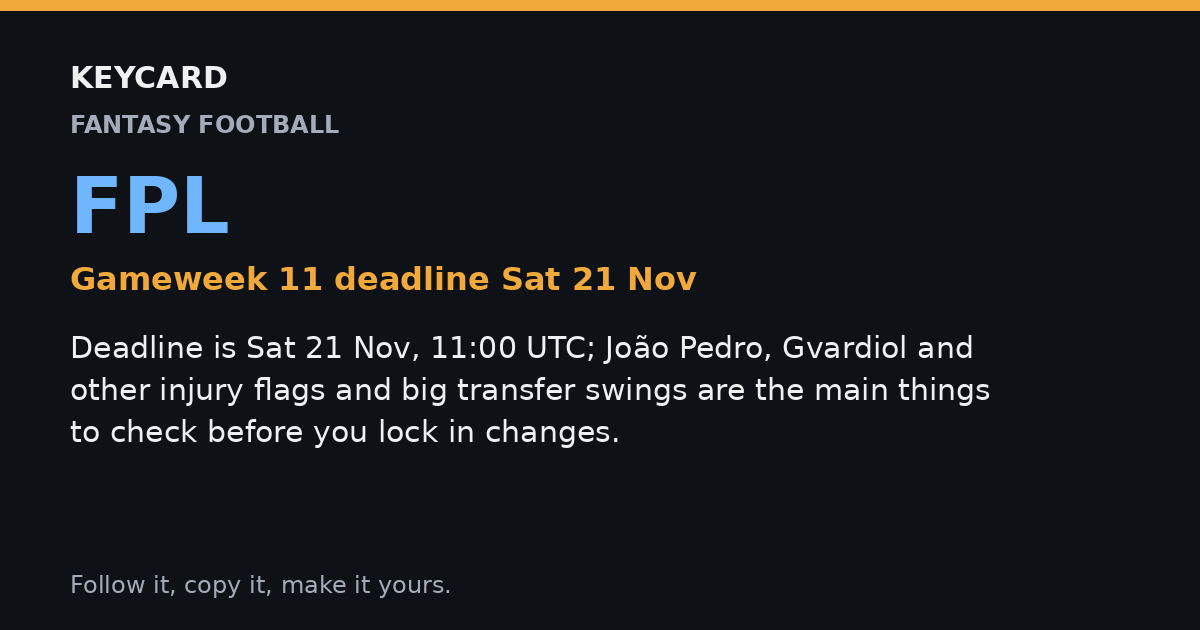 KEYCARD
FANTASY FOOTBALL
FPL
Gameweek 11 deadline Sat 21 Nov
Deadline is Sat 21 Nov, 11:00 UTC; João Pedro, Gvardiol and
other injury flags and big transfer swings are the main things
to check before you lock in changes.
Follow it, copy it, make it yours.